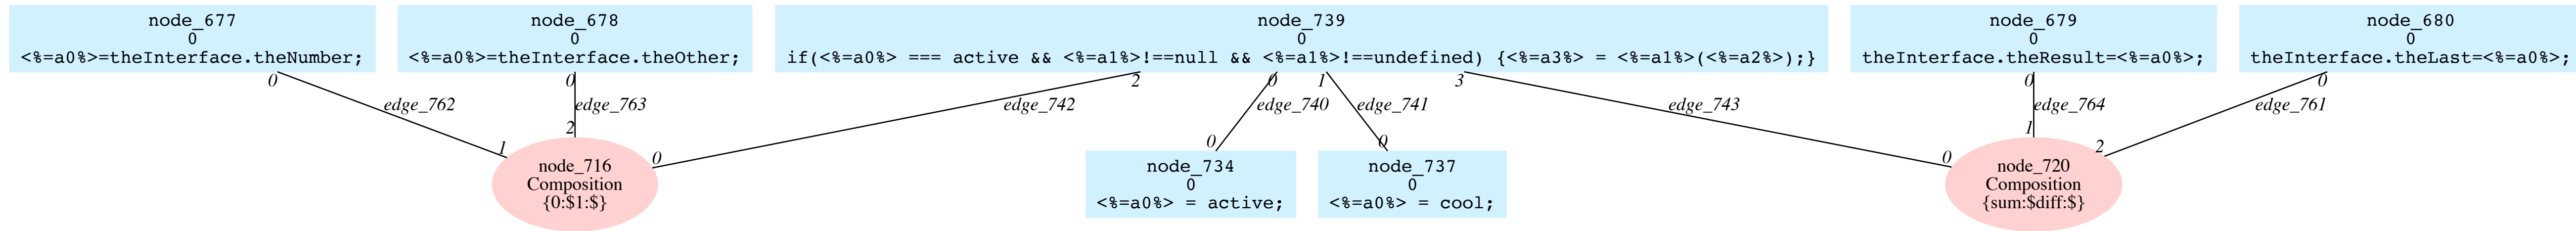 node_677
0
<%=a0%>=theInterface.theNumber;
node_678
0
<%=a0%>=theInterface.theOther;
node_739
0
if(<%=a0%> === active && <%=a1%>!==null && <%=a1%>!==undefined) {<%=a3%> = <%=a1%>(<%=a2%>);}
node_679
0
theInterface.theResult=<%=a0%>;
node_680
0
theInterface.theLast=<%=a0%>;
0
0
2
0
1
3
0
0
edge_762
edge_763
edge_742
edge_740
edge_741
edge_743
edge_764
edge_761
1
2
0
0
0
0
1
2
node_716
Composition
{0:$1:$}
node_734
0
<%=a0%> = active;
node_737
0
<%=a0%> = cool;
node_720
Composition
{sum:$diff:$}